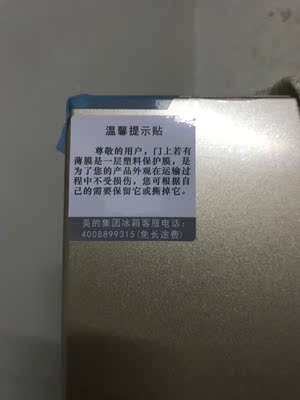 溫馨提示贴
尊敬的用户，门上若有
薄膜是一层塑料保护膜，是
为了您的产品外观在运输过
程中不受损伤，您可根据自
己的需要保留它或撕掉它。
美的集团冰箱客服电话：
4008899315(免长途费)